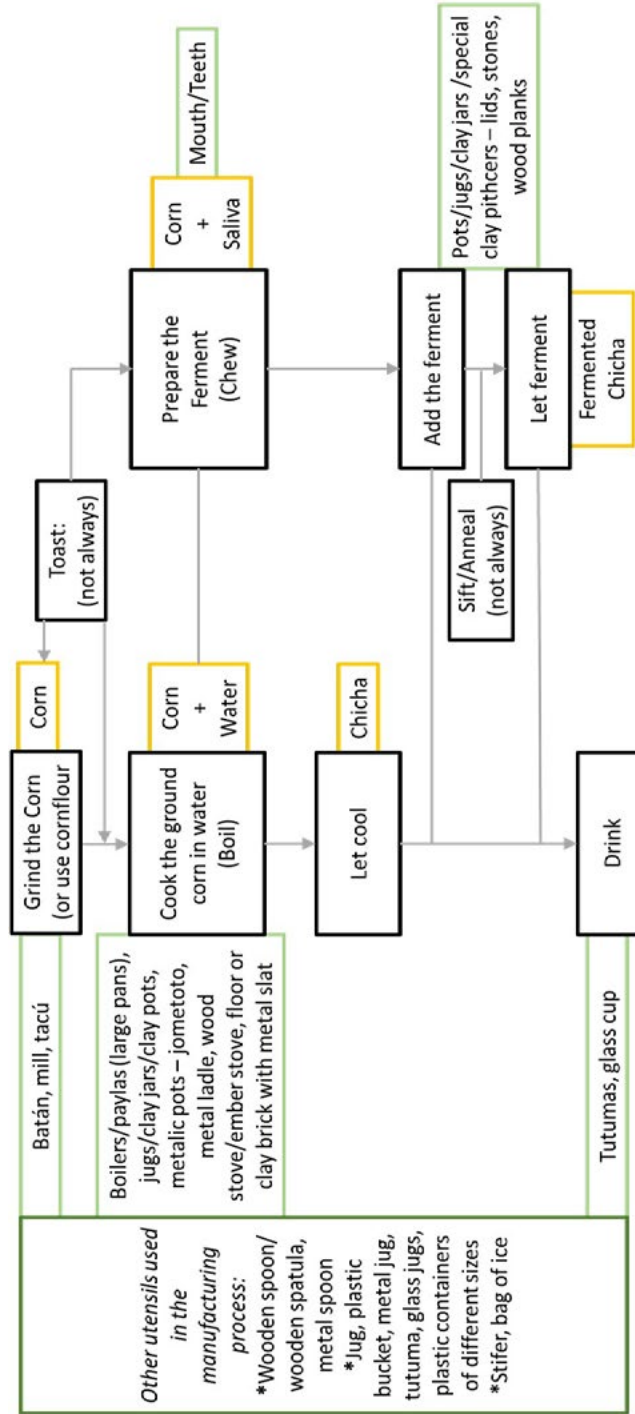 Other utensils used
in the
manufacturing
process:
*Wooden spoon/
wooden spatula,
metal spoon
*Jug, plastic
bucket, metal jug,
tutuma, glass jugs,
plastic containers
of different sizes
*Stifer, bag of ice
Batán, mill, tacú
Grind the Corn
(or use cornflour
Corn
Toast:
(not always)
Boilers/paylas (large pans),
jugs/clay jars/clay pots,
metalic pots – jometoto,
metal ladle, wood
stove/ember stove, floor or
clay brick with metal slat
Cook the ground
corn in water
(Boil)
Corn
+
Water
Prepare the
Ferment
(Chew)
Corn
+
Saliva
Mouth/Teeth
Let cool
Chicha
Add the ferment
Sift/Anneal
(not always)
Pots/jugs/clay jars /special
clay pithcers – lids, stones,
wood planks
Let ferment
Fermented
Chicha
Tutumas, glass cup
Drink